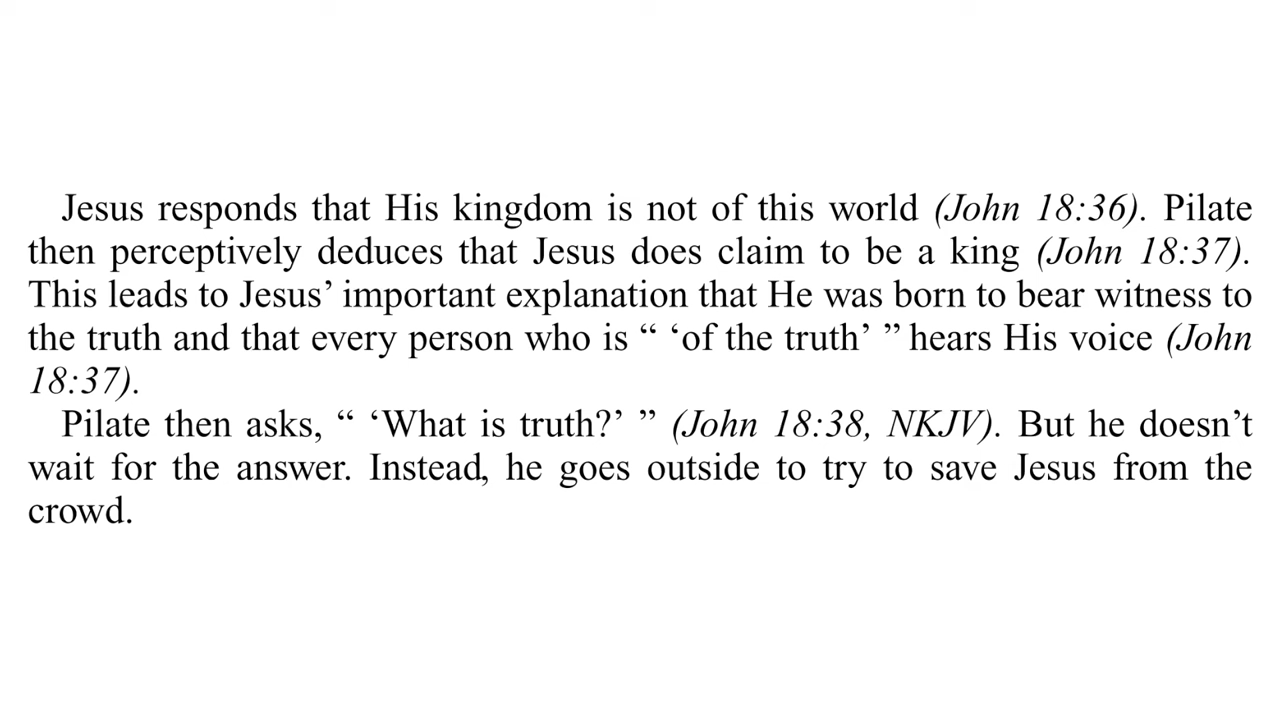 Jesus responds that His kingdom is not of this world (John 18:36). Pilate
then perceptively deduces that Jesus does claim to be a king (John 18:37).
This leads to Jesus’ important explanation that He was born to bear witness to
the truth and that every person who is “ ‘of the truth’ ” hears His voice (John
18:37).
Pilate then asks, “ ‘What is truth?’ ” (John 18:38, NKJV). But he doesn’t
wait for the answer. Instead, he goes outside to try to save Jesus from the
crowd.